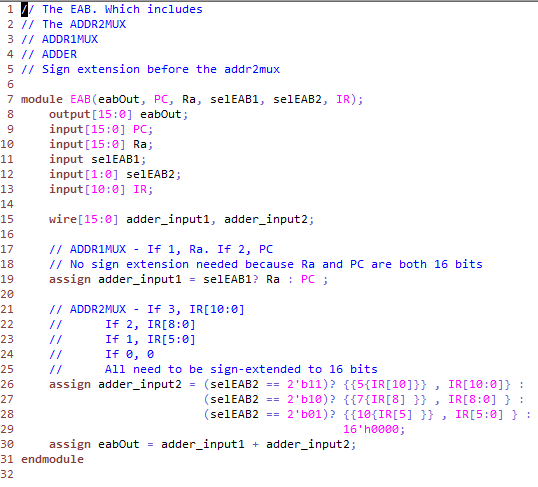 1 // The EAB. Which includes
2 // The ADDR2MUX
3 // ADDR1MUX
4 // ADDER
5 // Sign extension before the addr2mux
6
7 module EAB(eabOut, PC, Ra, selEAB1, selEAB2, IR);
8     output[15:0] eabOut;
9     input[15:0] PC;
10     input[15:0] Ra;
11     input selEAB1;
12     input[1:0] selEAB2;
13     input[10:0] IR;
14
15     wire[15:0] adder_input1, adder_input2;
16
17     // ADDR1MUX - If 1, Ra. If 2, PC
18     // No sign extension needed because Ra and PC are both 16 bits
19     assign adder_input1 = selEAB1? Ra : PC ;
20
21     // ADDR2MUX - If 3, IR[10:0]
22     //      If 2, IR[8:0]
23     //      If 1, IR[5:0]
24     //      If 0, 0
25     //      All need to be sign-extended to 16 bits
26     assign adder_input2 = (selEAB2 == 2'b11)? {{5{IR[10]}} , IR[10:0]} :
27                           (selEAB2 == 2'b10)? {{7{IR[8] }} , IR[8:0] } :
28                           (selEAB2 == 2'b01)? {{10{IR[5] }} , IR[5:0] } :
29                                               16'h0000;
30     assign eabOut = adder_input1 + adder_input2;
31 endmodule
32